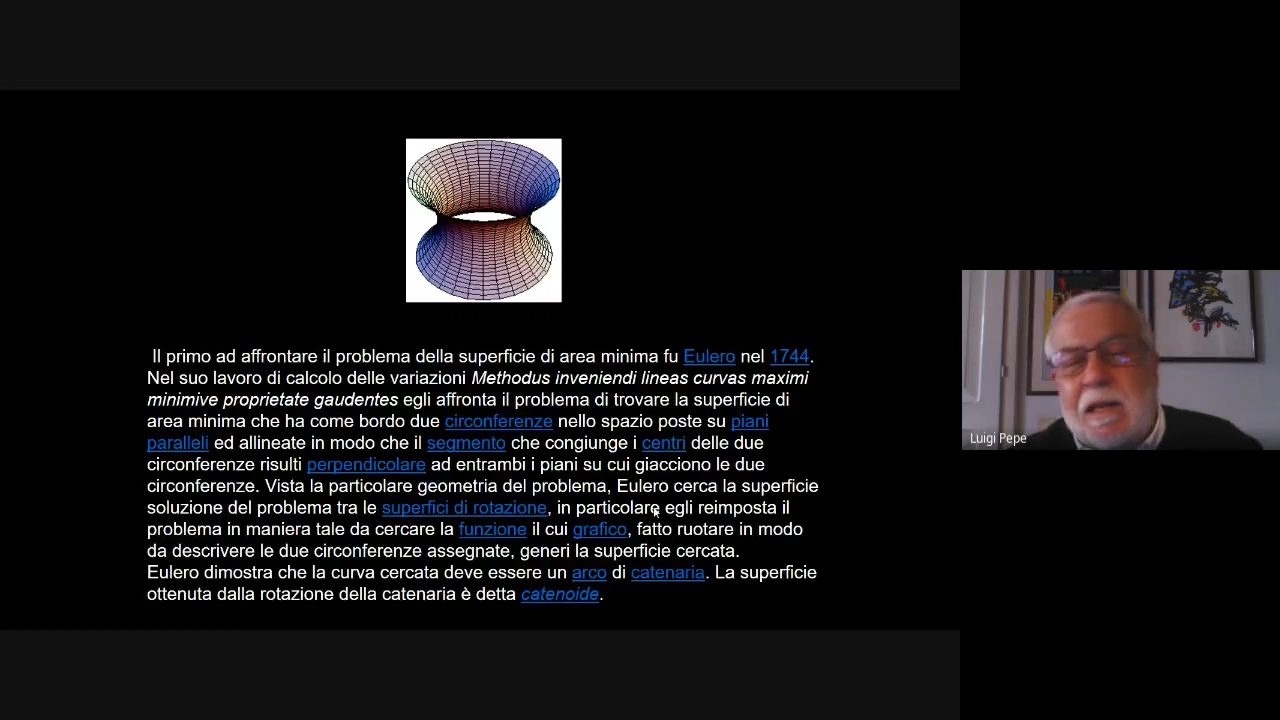 Il primo ad affrontare il problema della superficie di area minima fu Eulero nel 1744.
Nel suo lavoro di calcolo delle variazioni Methodus inveniendi lineas curvas maximi
minimive proprietate gaudentes egli affronta il problema di trovare la superficie di
area minima che ha come bordo due circonferenze nello spazio poste su piani
paralleli ed allineate in modo che il segmento che congiunge i centri delle due
circonferenze risulti perpendicolare ad entrambi i piani su cui giacciono le due
circonferenze. Vista la particolare geometria del problema, Eulero cerca la superficie
soluzione del problema tra le superfici di rotazione, in particolare egli reimposta il
problema in maniera tale da cercare la funzione il cui grafico, fatto ruotare in modo
da descrivere le due circonferenze assegnate, generi la superficie cercata.
Eulero dimostra che la curva cercata deve essere un arco di catenaria. La superficie
ottenuta dalla rotazione della catenaria è detta catenoide.
Luigi Pepe